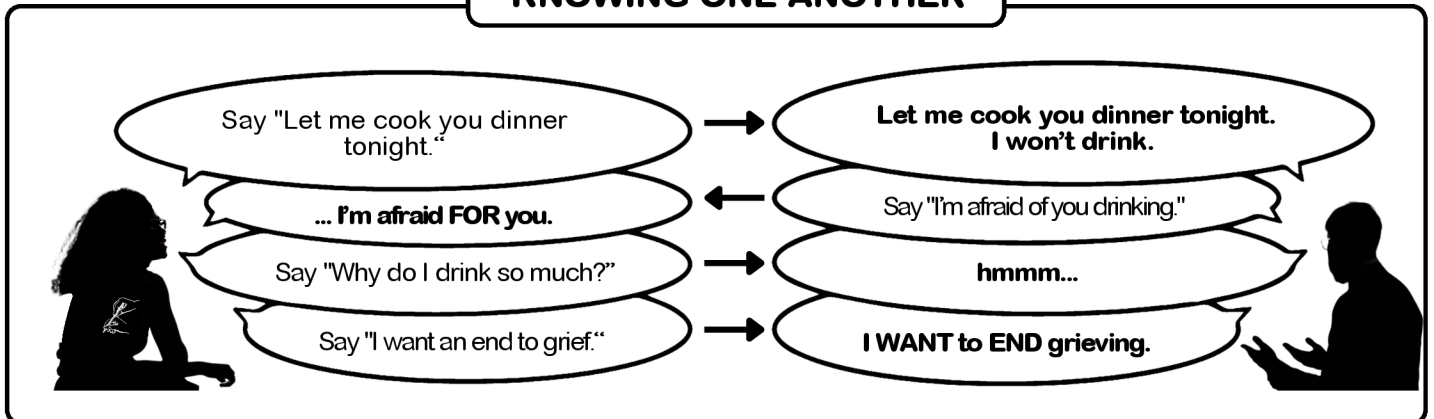 KNOWING ONE ANOTHER
Say "Let me cook you dinner
tonight.“
Let me cook you dinner tonight.
I won’t drink.
... I’m afraid FOR you.
Say "I’m afraid of you drinking."
Say "Why do I drink so much?”
hmmm...
Say "I want an end to grief.“
I WANT to END grieving.